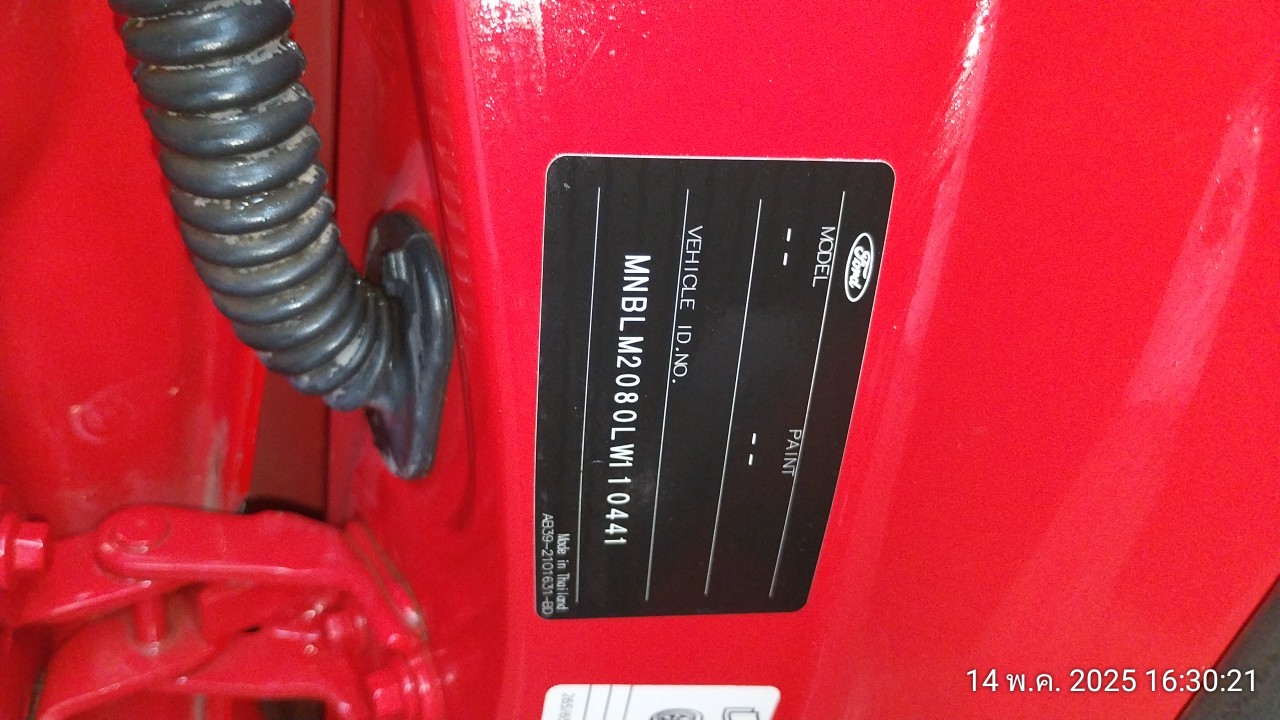 Ford
MODEL
--
PAINT
--
VEHICLE ID.NO.
MNBLM2080LW110441
Made in Thailand
AB39-2101631-BD
14 พ.ค. 2025 16:30:21